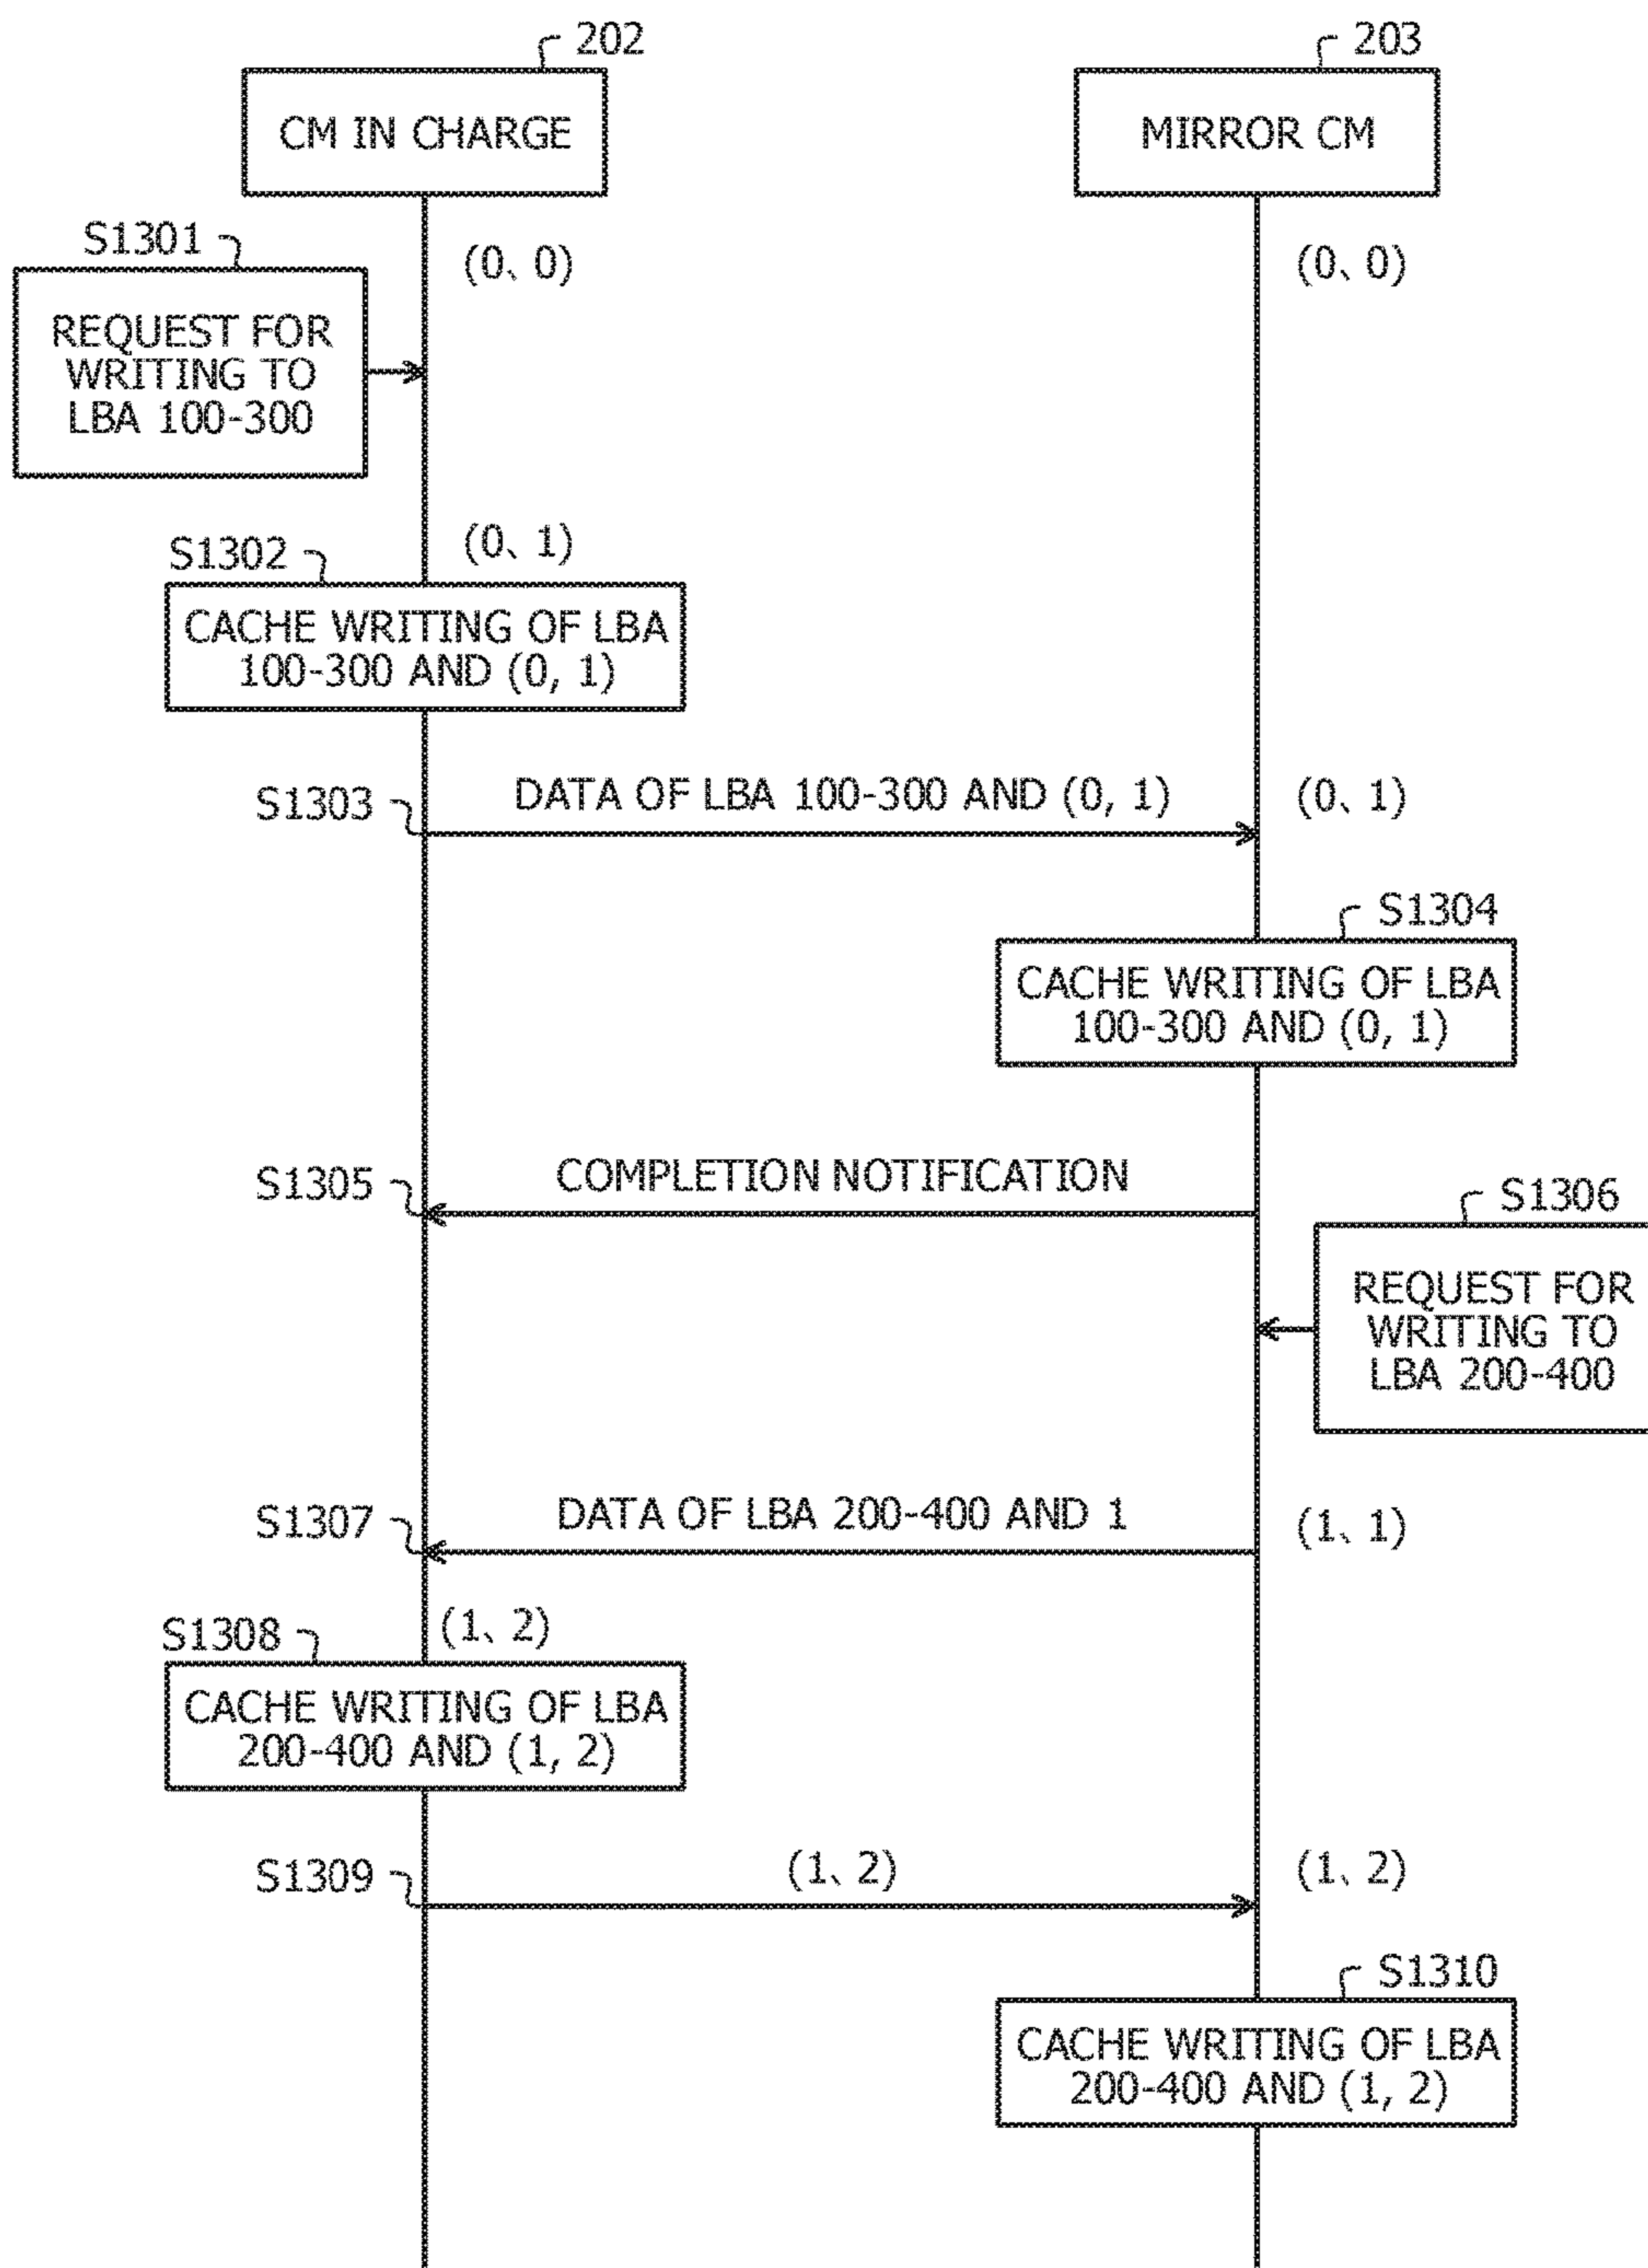 202
203
CM IN CHARGE
MIRROR CM
S1301
(0、0)
(0、0)
REQUEST FOR
WRITING TO
LBA 100-300
(0、1)
S1302
CACHE WRITING OF LBA
100-300 AND (0, 1)
S1303
DATA OF LBA 100-300 AND (0, 1)
(0、1)
S1304
CACHE WRITING OF LBA
100-300 AND (0, 1)
S1305
COMPLETION NOTIFICATION
S1306
REQUEST FOR
WRITING TO
LBA 200-400
S1307
DATA OF LBA 200-400 AND 1
(1、1)
S1308
(1、2)
CACHE WRITING OF LBA
200-400 AND (1, 2)
S1309
(1、2)
(1、2)
S1310
CACHE WRITING OF LBA
200-400 AND (1, 2)